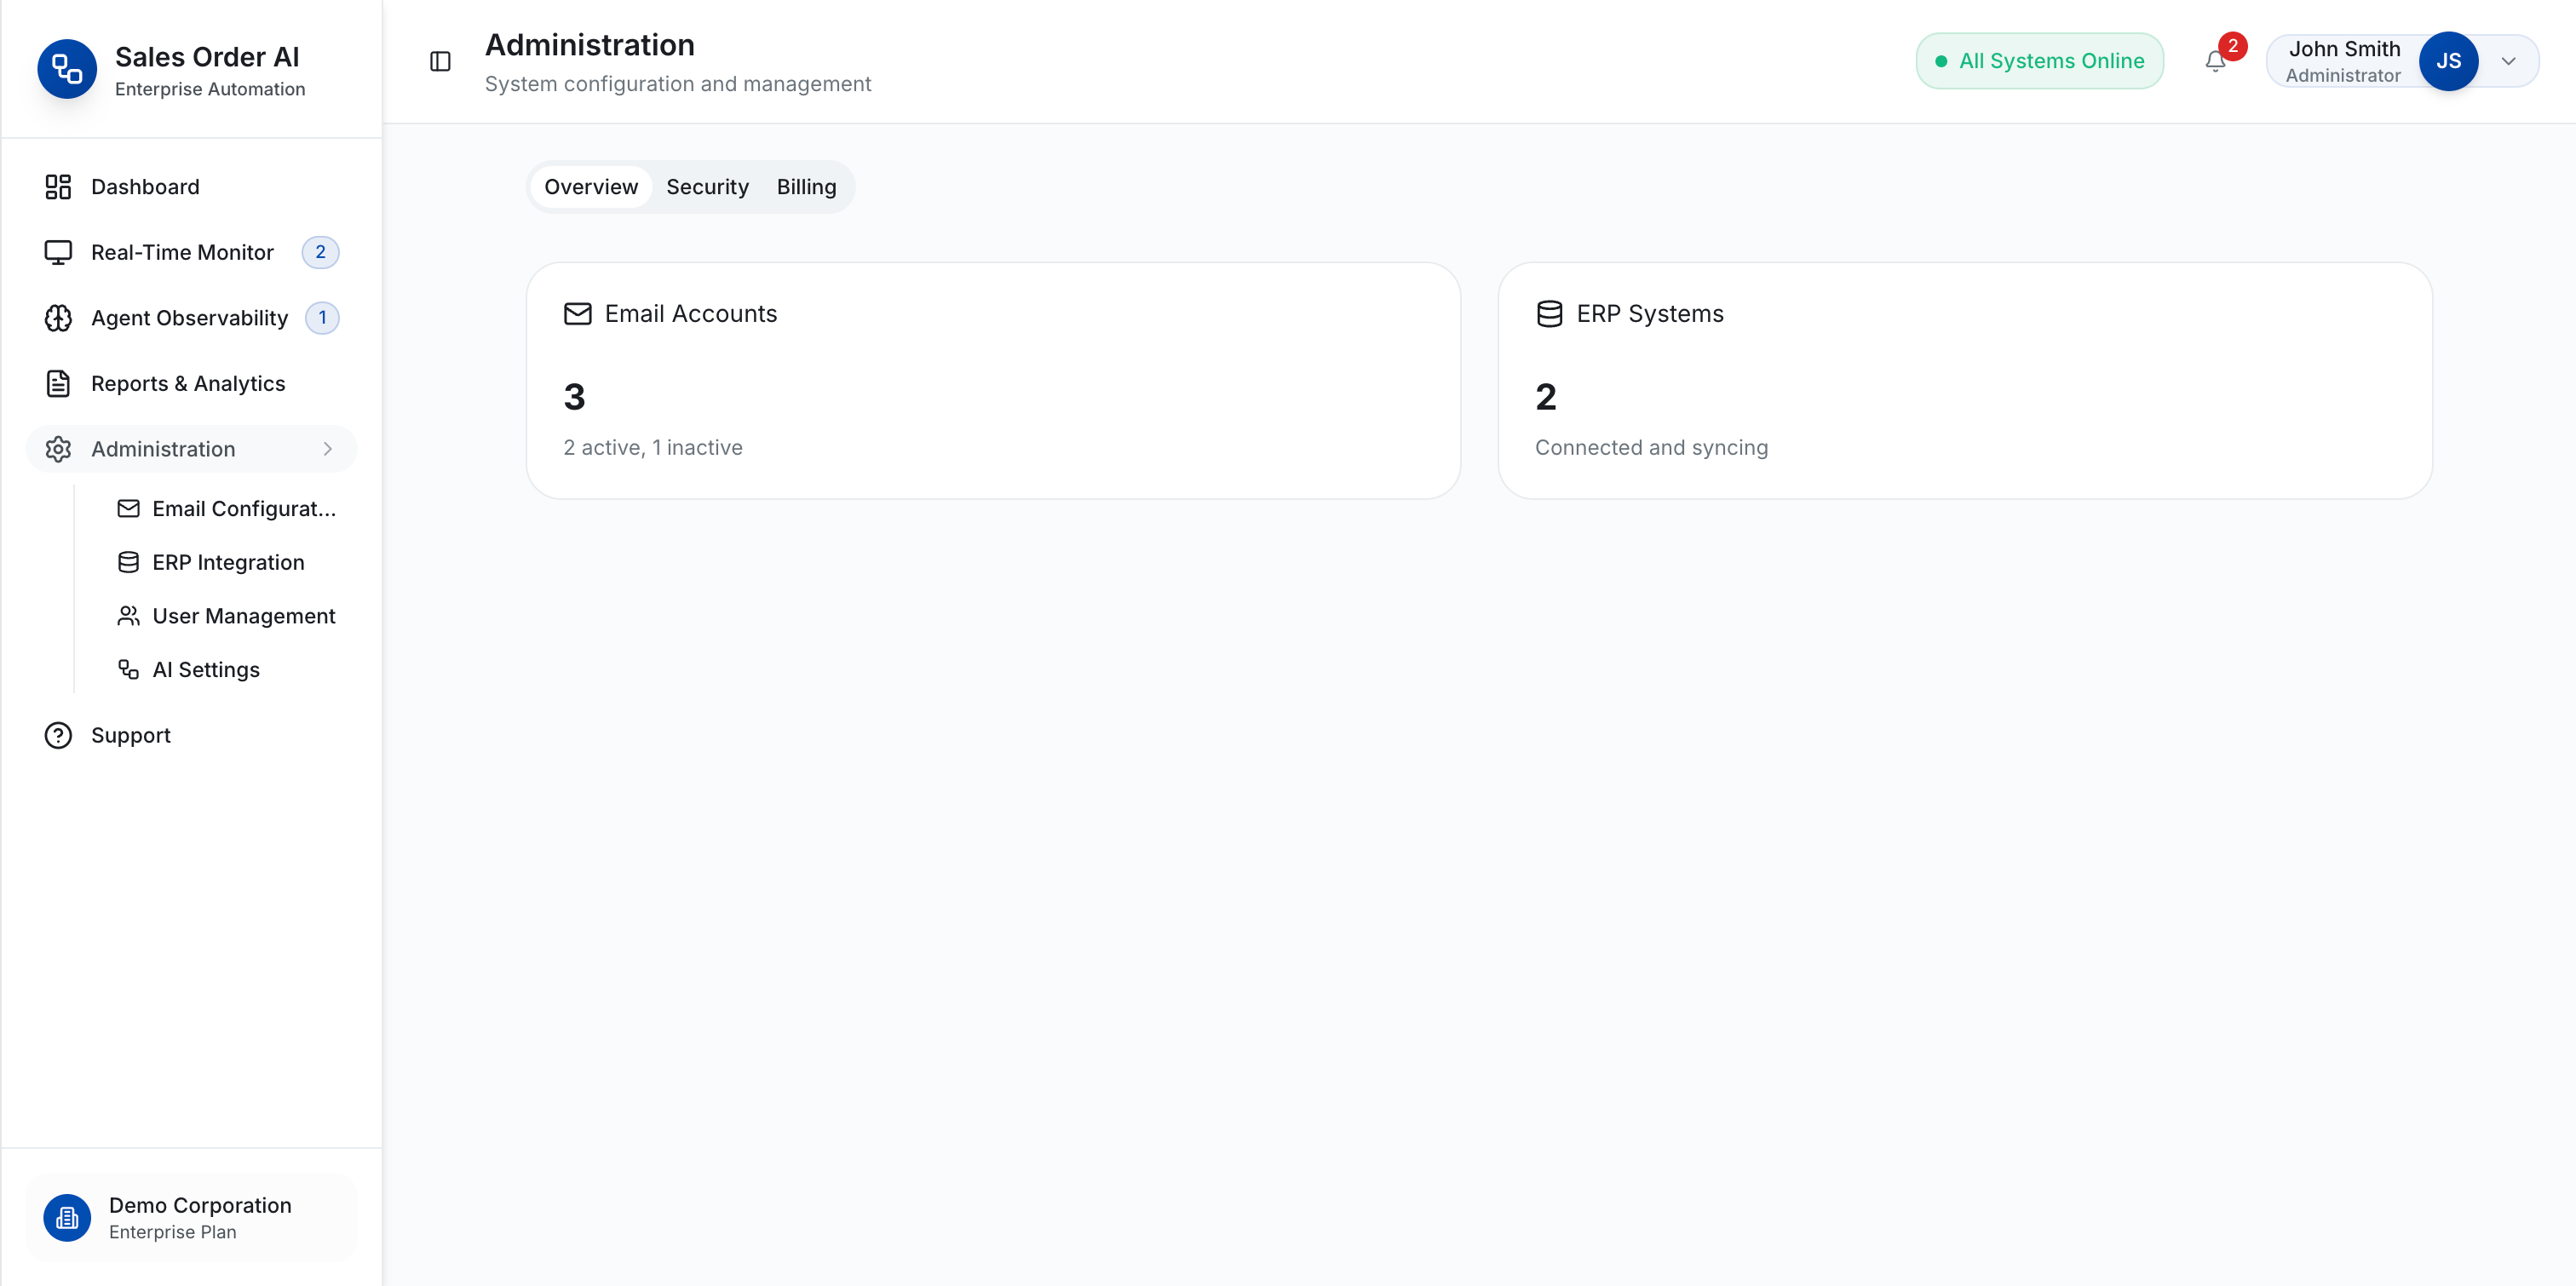 Sales Order AI
Enterprise Automation
Dashboard
Real-Time Monitor 2
Agent Observability 1
Reports & Analytics
Administration
Email Configurat...
ERP Integration
User Management
AI Settings
Support
Demo Corporation
Enterprise Plan
Administration
System configuration and management
All Systems Online
2
John Smith
Administrator
JS
Overview Security Billing
Email Accounts
3
2 active, 1 inactive
ERP Systems
2
Connected and syncing